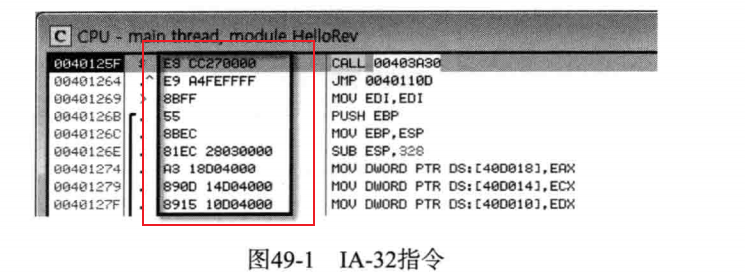 C CPU - main thread, module HelloRev
0040125F $ E8 CC270000 CALL 00403A30
00401264 .^ E9 A4FEFFFF JMP 0040110D
00401269 > 8BFF MOV EDI,EDI
0040126B . 55 PUSH EBP
0040126C . 8BEC MOV EBP,ESP
0040126E . 81EC 28030000 SUB ESP,328
00401274 . A3 18D04000 MOV DWORD PTR DS:[40D018],EAX
00401279 . 890D 14D04000 MOV DWORD PTR DS:[40D014],ECX
0040127F . 8915 10D04000 MOV DWORD PTR DS:[40D010],EDX
图49-1 IA-32指令